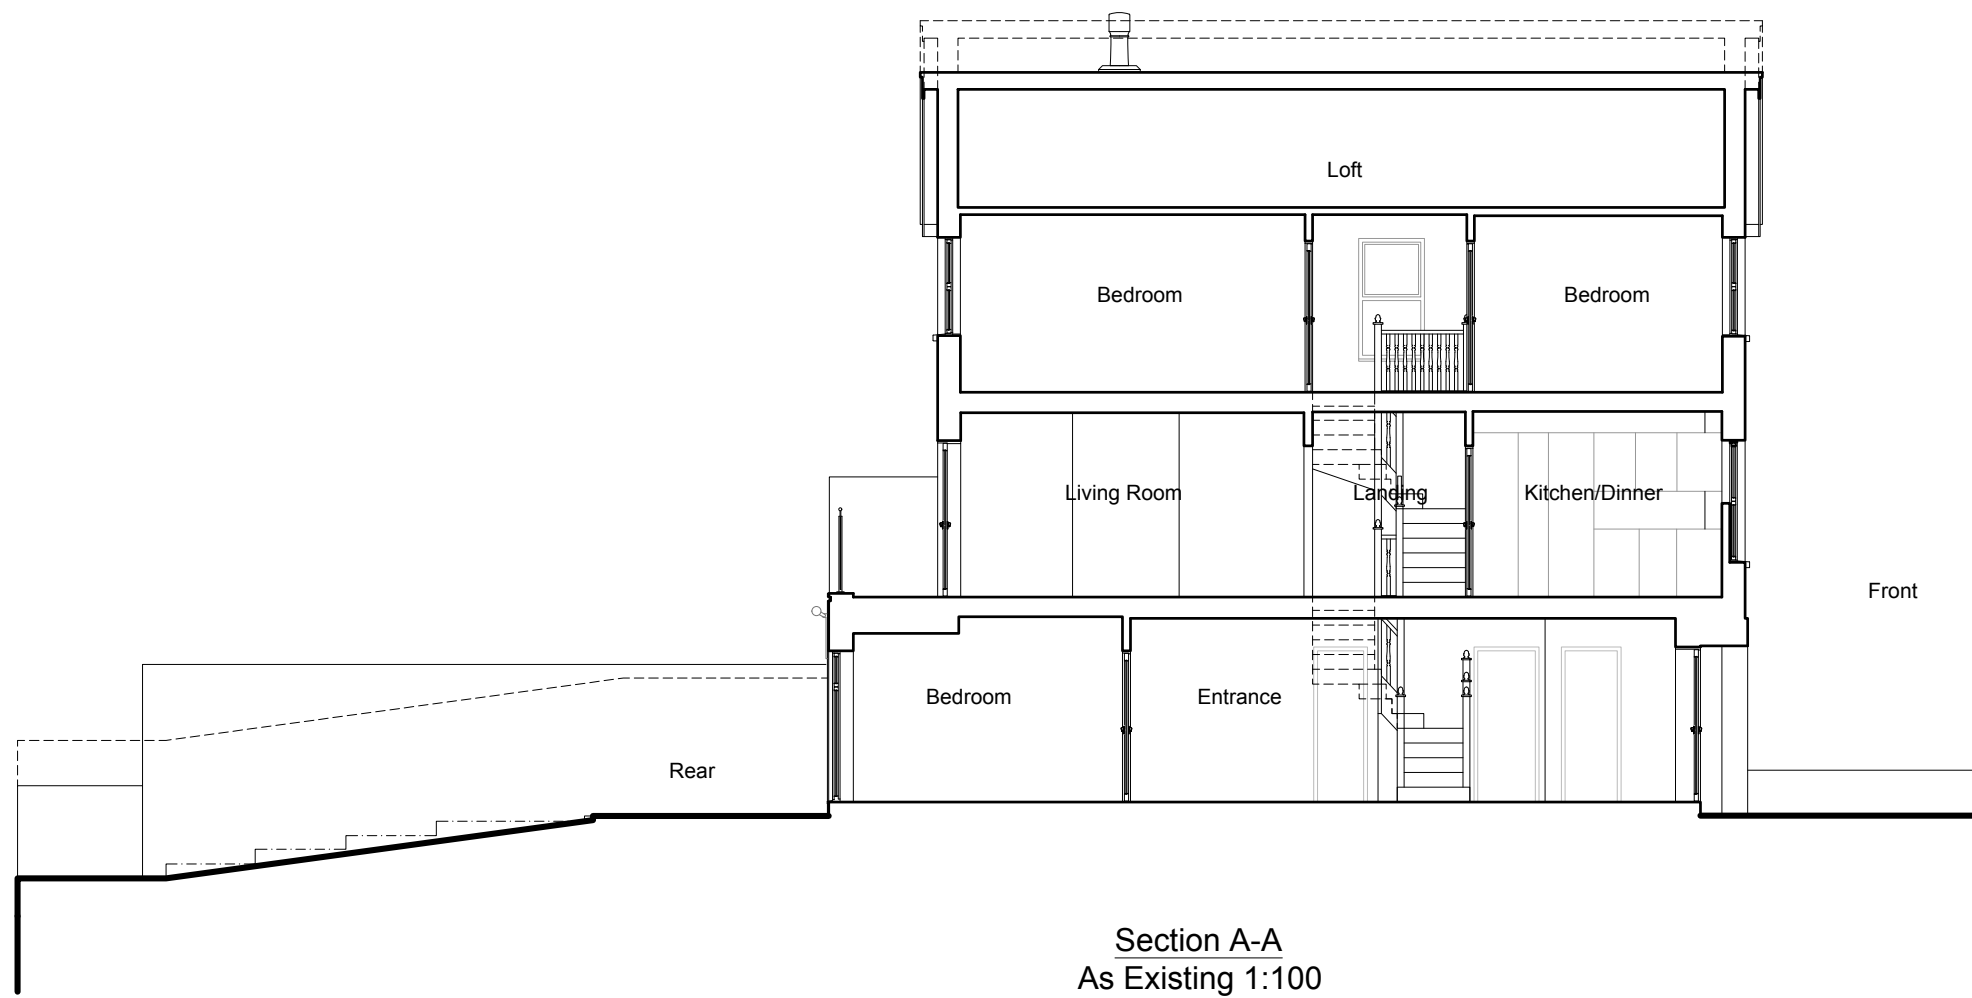 Loft
Bedroom
Bedroom
Living Room
Landing
Kitchen/Dinner
Front
Bedroom
Entrance
Rear
Section A-A
As Existing 1:100